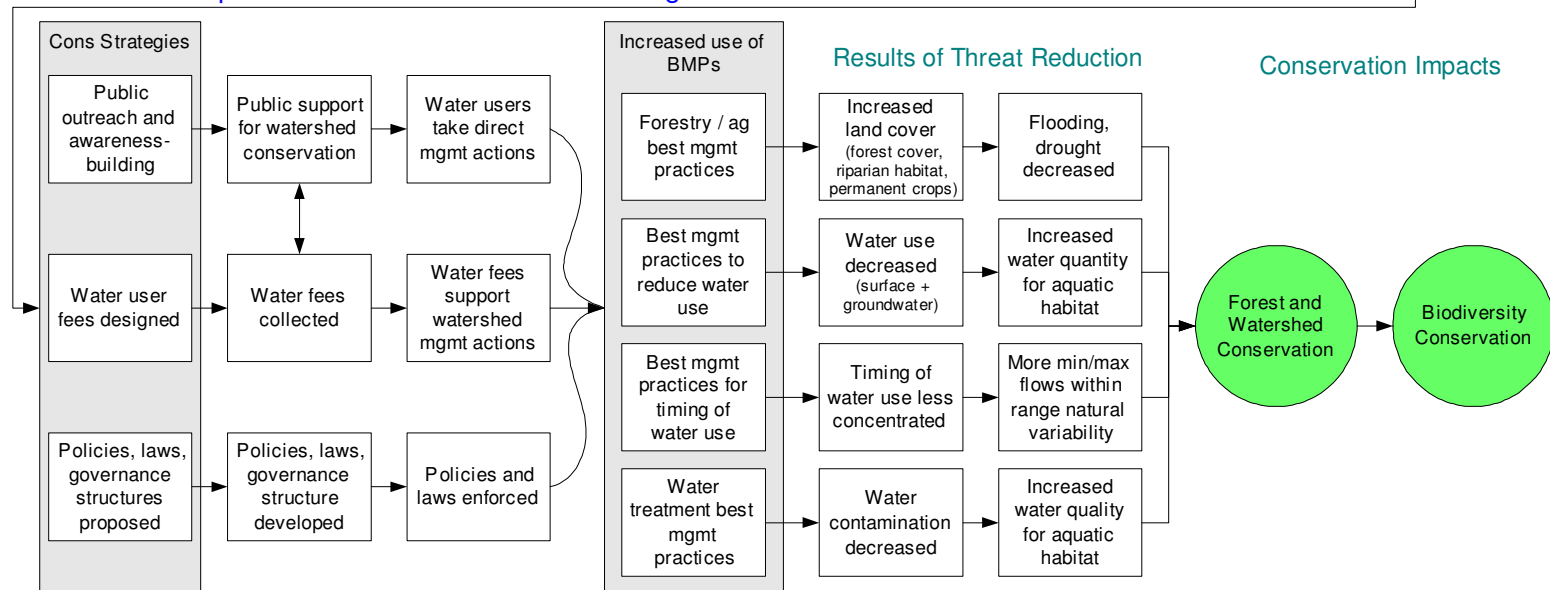 Cons Strategies
Public
outreach and
awareness-
building
Public support
for watershed
conservation
Water users
take direct
mgmt actions
Water user
fees designed
Water fees
collected
Water fees
support
watershed
mgmt actions
Policies, laws,
governance
structures
proposed
Policies, laws,
governance
structure
developed
Policies and
laws enforced
Increased use of
BMPs
Forestry / ag
best mgmt
practices
Best mgmt
practices to
reduce water
use
Best mgmt
practices for
timing of
water use
Water
treatment best
mgmt
practices
Results of Threat Reduction
Increased
land cover
(forest cover,
riparian habitat,
permanent crops)
Flooding,
drought
decreased
Water use
decreased
(surface +
groundwater)
Increased
water quantity
for aquatic
habitat
Timing of
water use less
concentrated
More min/max
flows within
range natural
variability
Water
contamination
decreased
Increased
water quality
for aquatic
habitat
Conservation Impacts
Forest and
Watershed
Conservation
Biodiversity
Conservation